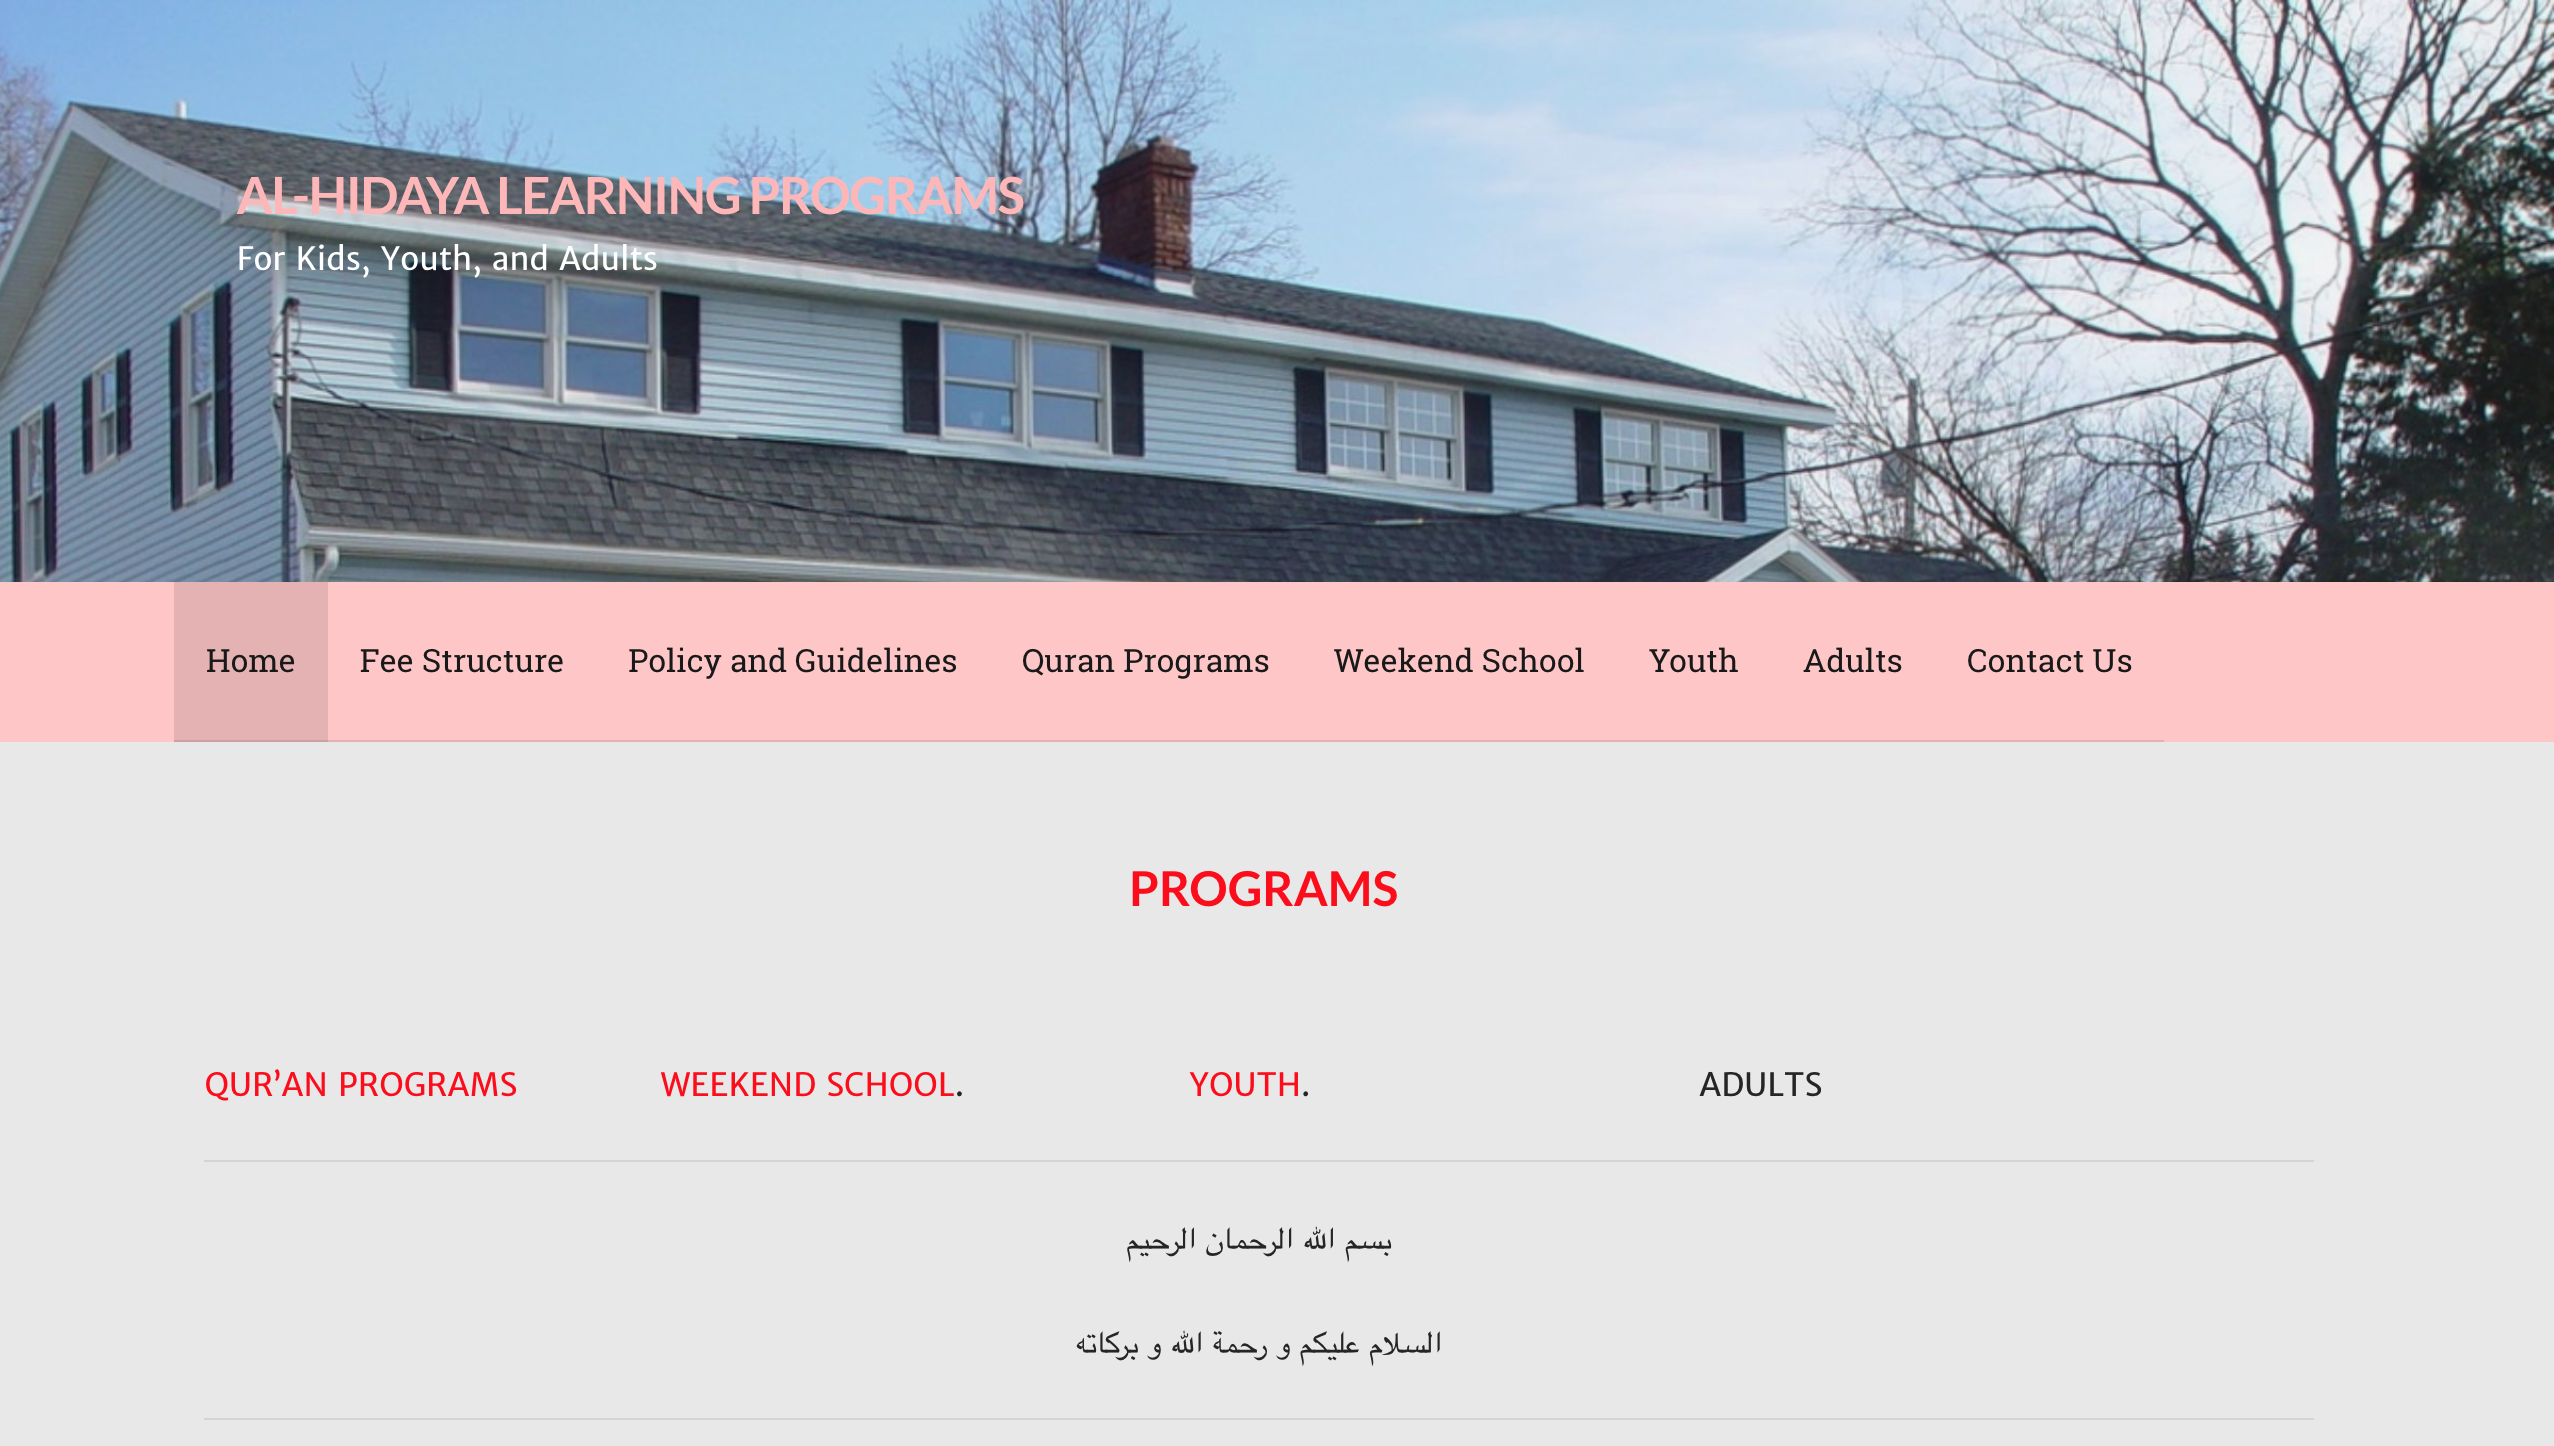 AL-HIDAYA LEARNING PROGRAMS
For Kids, Youth, and Adults
Home Fee Structure Policy and Guidelines Quran Programs Weekend School Youth Adults Contact Us
PROGRAMS
QUR’AN PROGRAMS WEEKEND SCHOOL. YOUTH. ADULTS
بسم الله الرحمان الرحيم
السلام عليكم و رحمة الله و بركاته